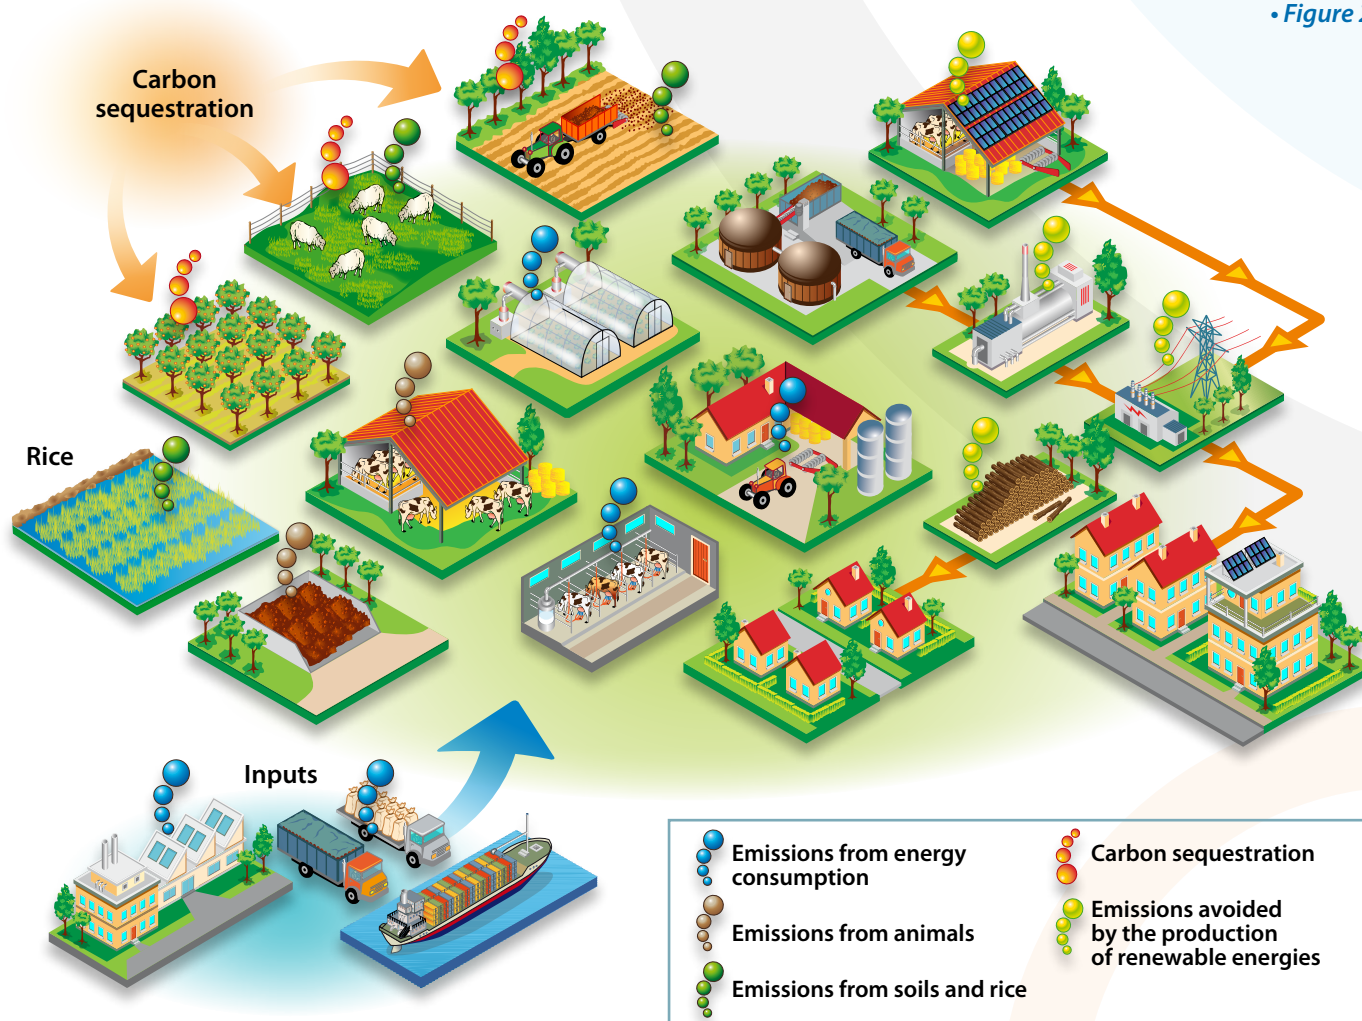 • Figure
Carbon
sequestration
Rice
Inputs
Emissions from energy
consumption
Emissions from animals
Emissions from soils and rice
Carbon sequestration
Emissions avoided
by the production
of renewable energies